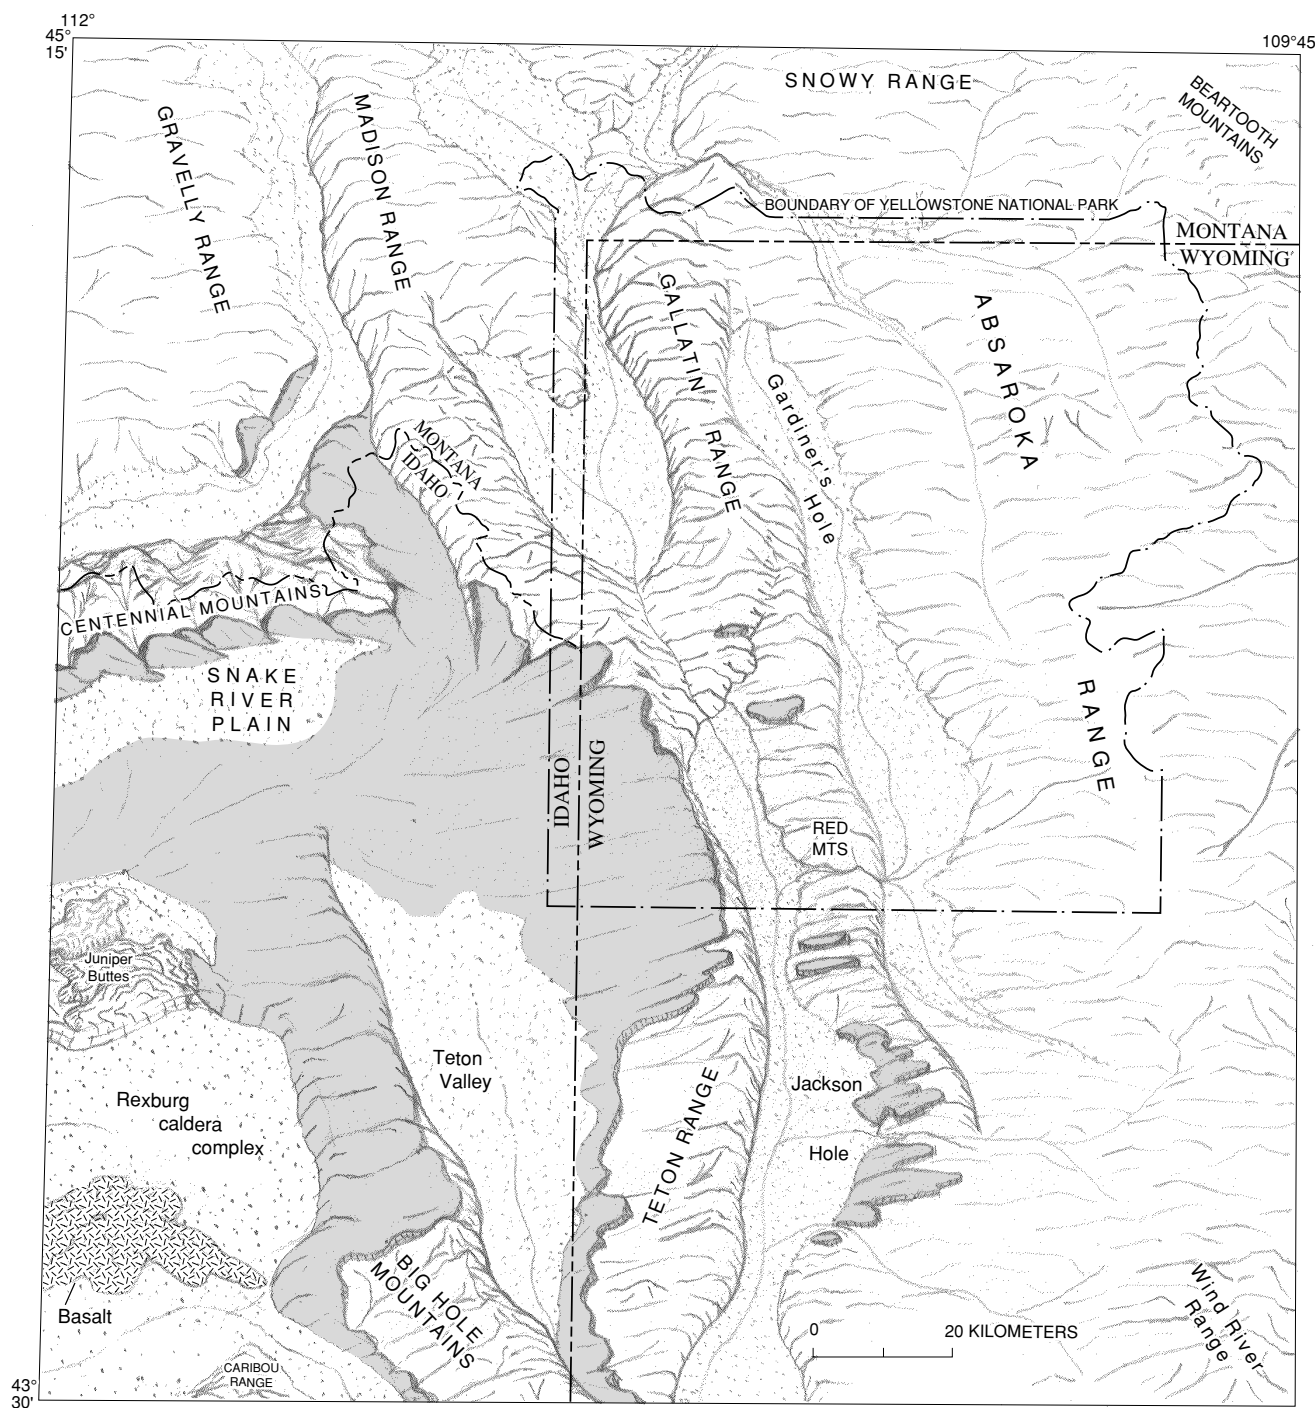 112°
45°
15'
109°45'
SNOWY RANGE
BEARTOOTH
MOUNTAINS
GRAVELLY RANGE
MADISON RANGE
BOUNDARY OF YELLOWSTONE NATIONAL PARK
MONTANA
WYOMING
GALLATIN RANGE
Gardiner's Hole
ABSAROKA RANGE
MONTANA
IDAHO
CENTENNIAL MOUNTAINS
SNAKE
RIVER
PLAIN
IDAHO
WYOMING
RED
MTS
Juniper
Buttes
Teton
Valley
Jackson
Hole
Rexburg
caldera
complex
TETON RANGE
Basalt
BIG HOLE
MOUNTAINS
Wind River
Range
0 20 KILOMETERS
CARIBOU
RANGE
43°
30'